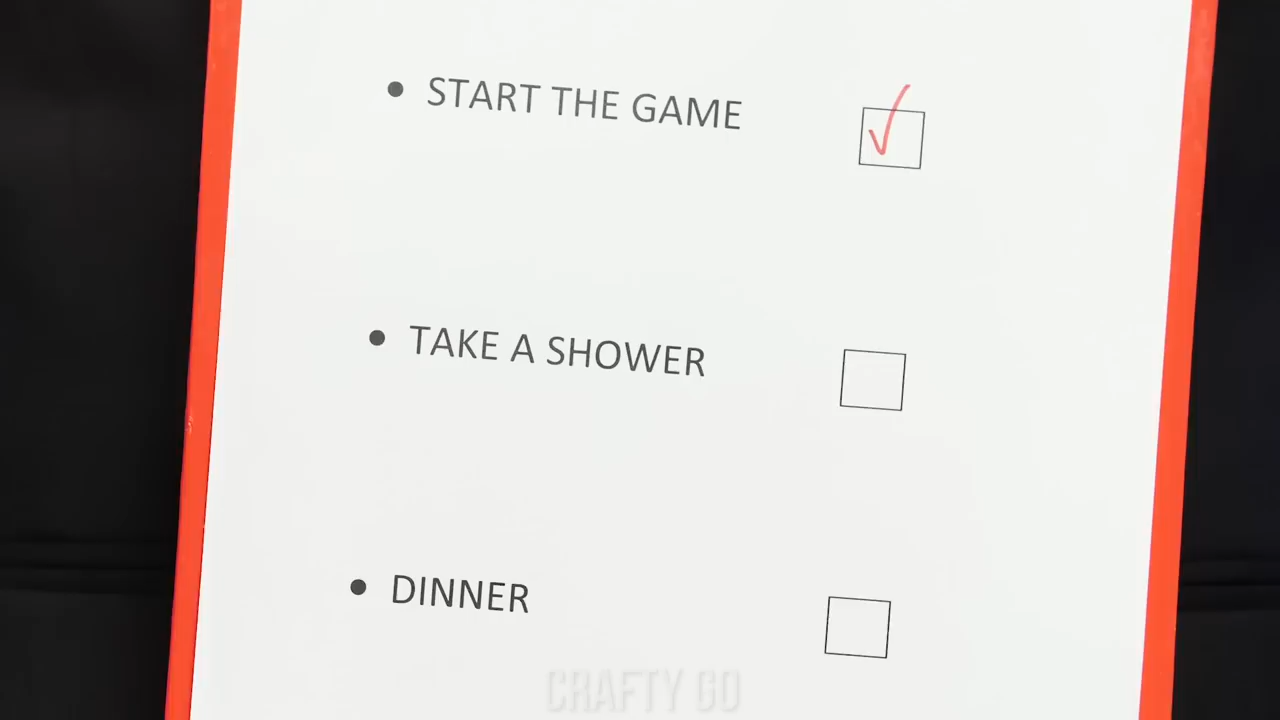 • START THE GAME
• TAKE A SHOWER
• DINNER
CRAFTY GO